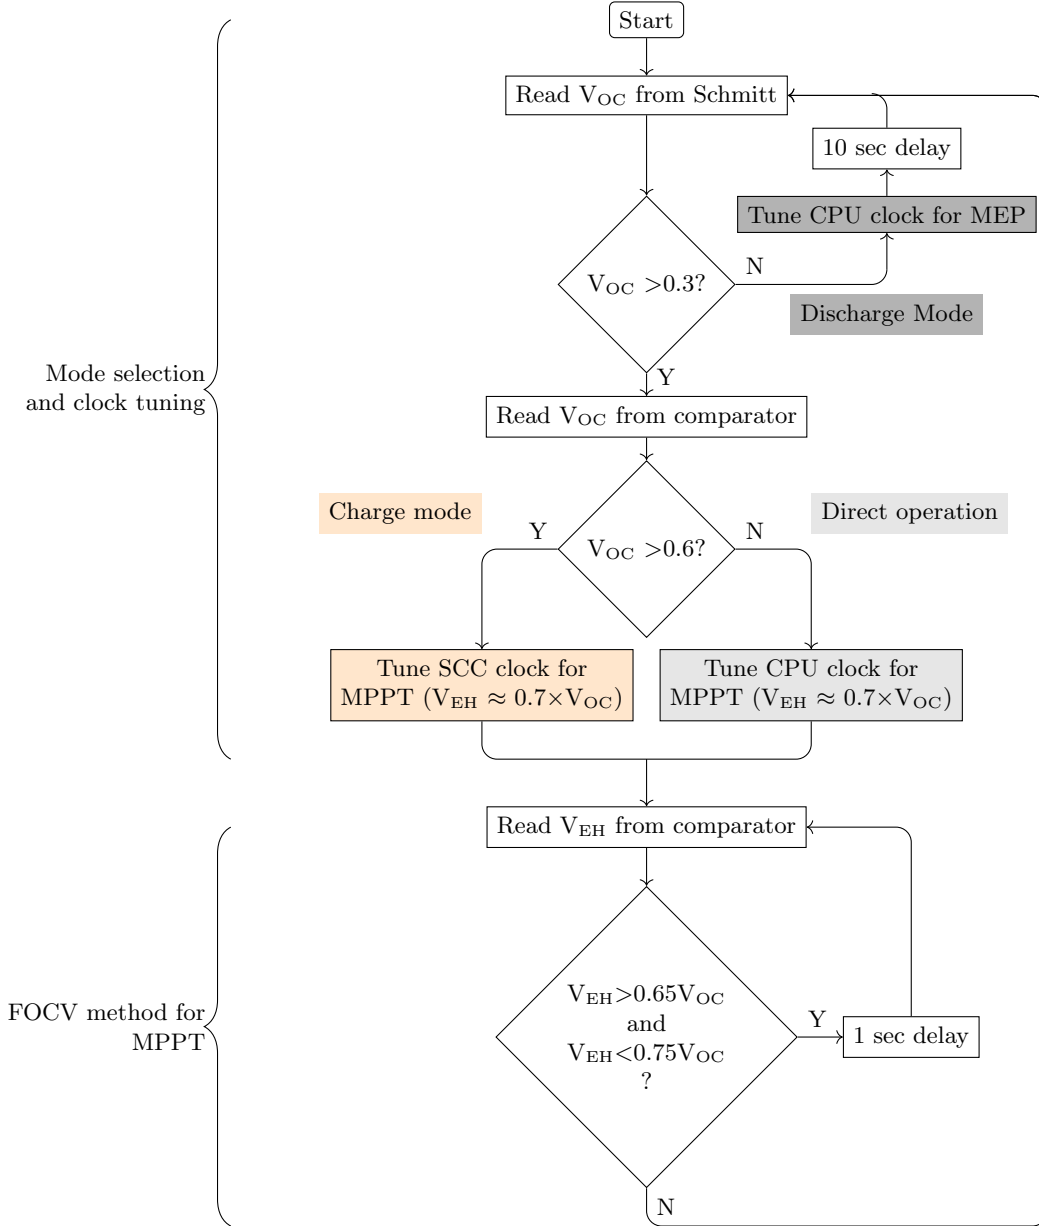 Start
Read V_OC from Schmitt
10 sec delay
Tune CPU clock for MEP
N
V_OC >0.3?
Discharge Mode
Mode selection
and clock tuning
Y
Read V_OC from comparator
Charge mode
Direct operation
Y
N
V_OC >0.6?
Tune SCC clock for
MPPT (V_EH ≈ 0.7×V_OC)
Tune CPU clock for
MPPT (V_EH ≈ 0.7×V_OC)
Read V_EH from comparator
FOCV method for
MPPT
V_EH>0.65V_OC
and
V_EH<0.75V_OC
?
Y
1 sec delay
N